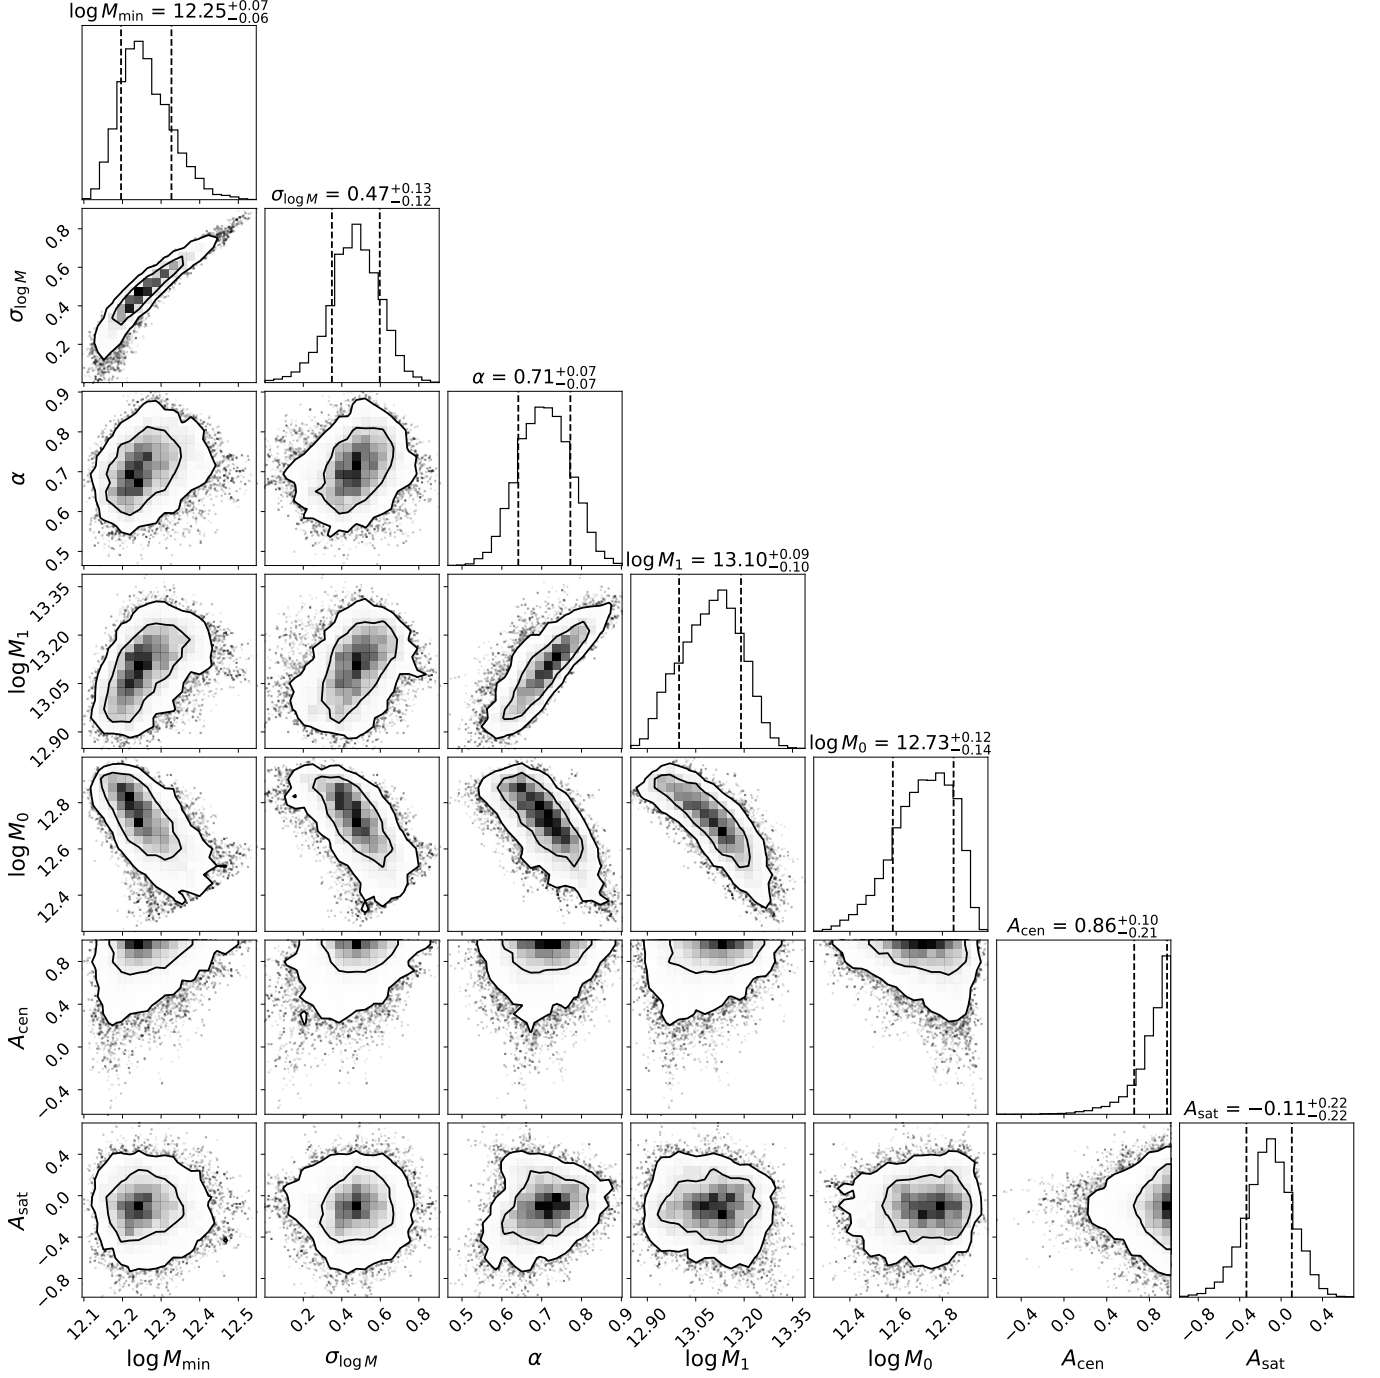 log M_min = 12.25^{+0.07}_{−0.06}
σ_{log M} = 0.47^{+0.13}_{−0.12}
0.8
0.6
0.4
0.2
σ_{log M}
α = 0.71^{+0.07}_{−0.07}
0.9
0.8
0.7
0.6
0.5
α
log M_1 = 13.10^{+0.09}_{−0.10}
13.35
13.20
13.05
12.90
log M_1
log M_0 = 12.73^{+0.12}_{−0.14}
12.8
12.6
12.4
log M_0
A_cen = 0.86^{+0.10}_{−0.21}
0.8
0.4
0.0
−0.4
A_cen
A_sat = −0.11^{+0.22}_{−0.22}
0.4
0.0
−0.4
−0.8
A_sat
12.1 12.2 12.3 12.4 12.5 0.2 0.4 0.6 0.8 0.5 0.6 0.7 0.8 0.9 12.90 13.05 13.20 13.35 12.4 12.6 12.8 −0.4 0.0 0.4 0.8 −0.8 −0.4 0.0 0.4
log M_min σ_{log M} α log M_1 log M_0 A_cen A_sat